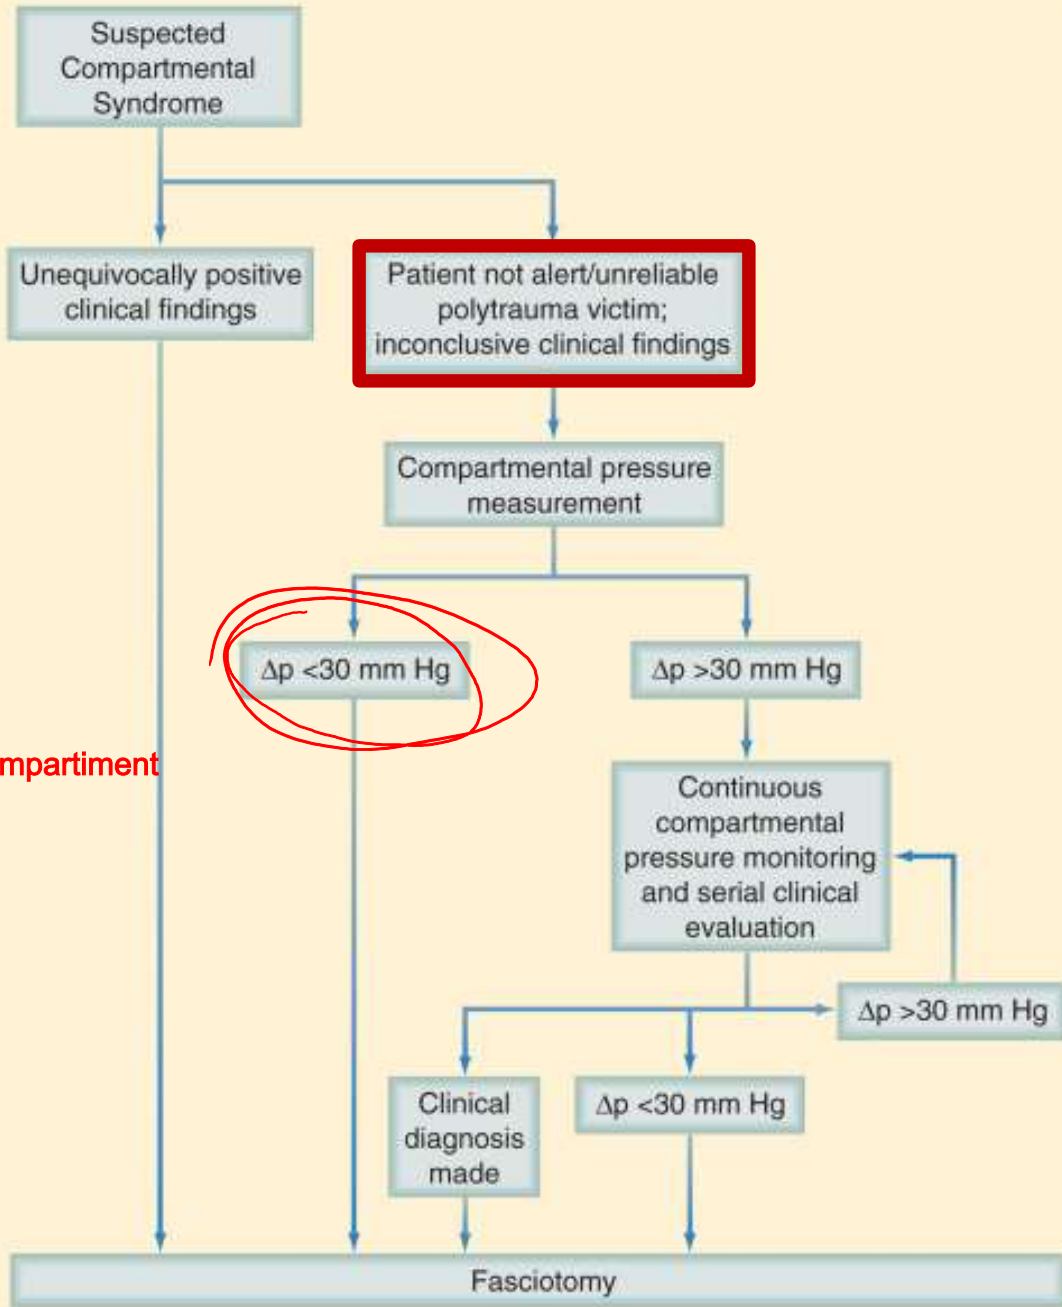 Suspected
Compartmental
Syndrome
Unequivocally positive
clinical findings
Patient not alert/unreliable
polytrauma victim;
inconclusive clinical findings
Compartmental pressure
measurement
Δp <30 mm Hg
Δp >30 mm Hg
mpartiment
Continuous
compartmental
pressure monitoring
and serial clinical
evaluation
Δp >30 mm Hg
Clinical
diagnosis
made
Δp <30 mm Hg
Fasciotomy